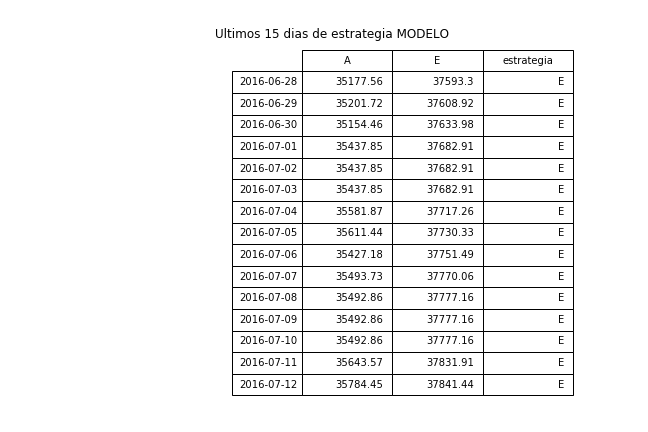 Ultimos 15 dias de estrategia MODELO
A E estrategia
2016-06-28 35177.56 37593.3 E
2016-06-29 35201.72 37608.92 E
2016-06-30 35154.46 37633.98 E
2016-07-01 35437.85 37682.91 E
2016-07-02 35437.85 37682.91 E
2016-07-03 35437.85 37682.91 E
2016-07-04 35581.87 37717.26 E
2016-07-05 35611.44 37730.33 E
2016-07-06 35427.18 37751.49 E
2016-07-07 35493.73 37770.06 E
2016-07-08 35492.86 37777.16 E
2016-07-09 35492.86 37777.16 E
2016-07-10 35492.86 37777.16 E
2016-07-11 35643.57 37831.91 E
2016-07-12 35784.45 37841.44 E